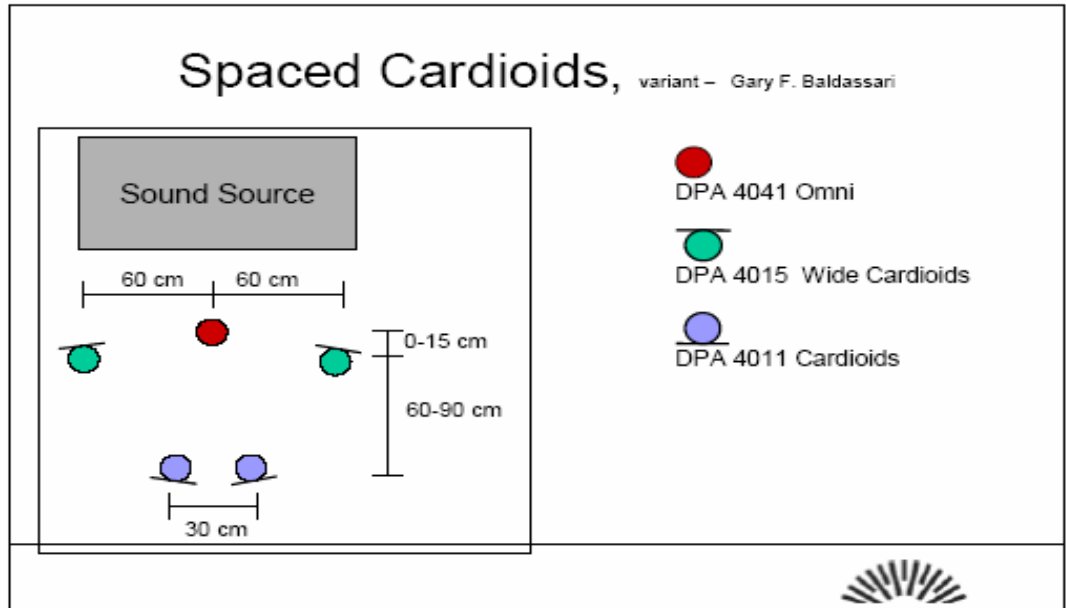 Spaced Cardioids, variant – Gary F. Baldassari
Sound Source
60 cm 60 cm
0-15 cm
60-90 cm
30 cm
DPA 4041 Omni
DPA 4015 Wide Cardioids
DPA 4011 Cardioids